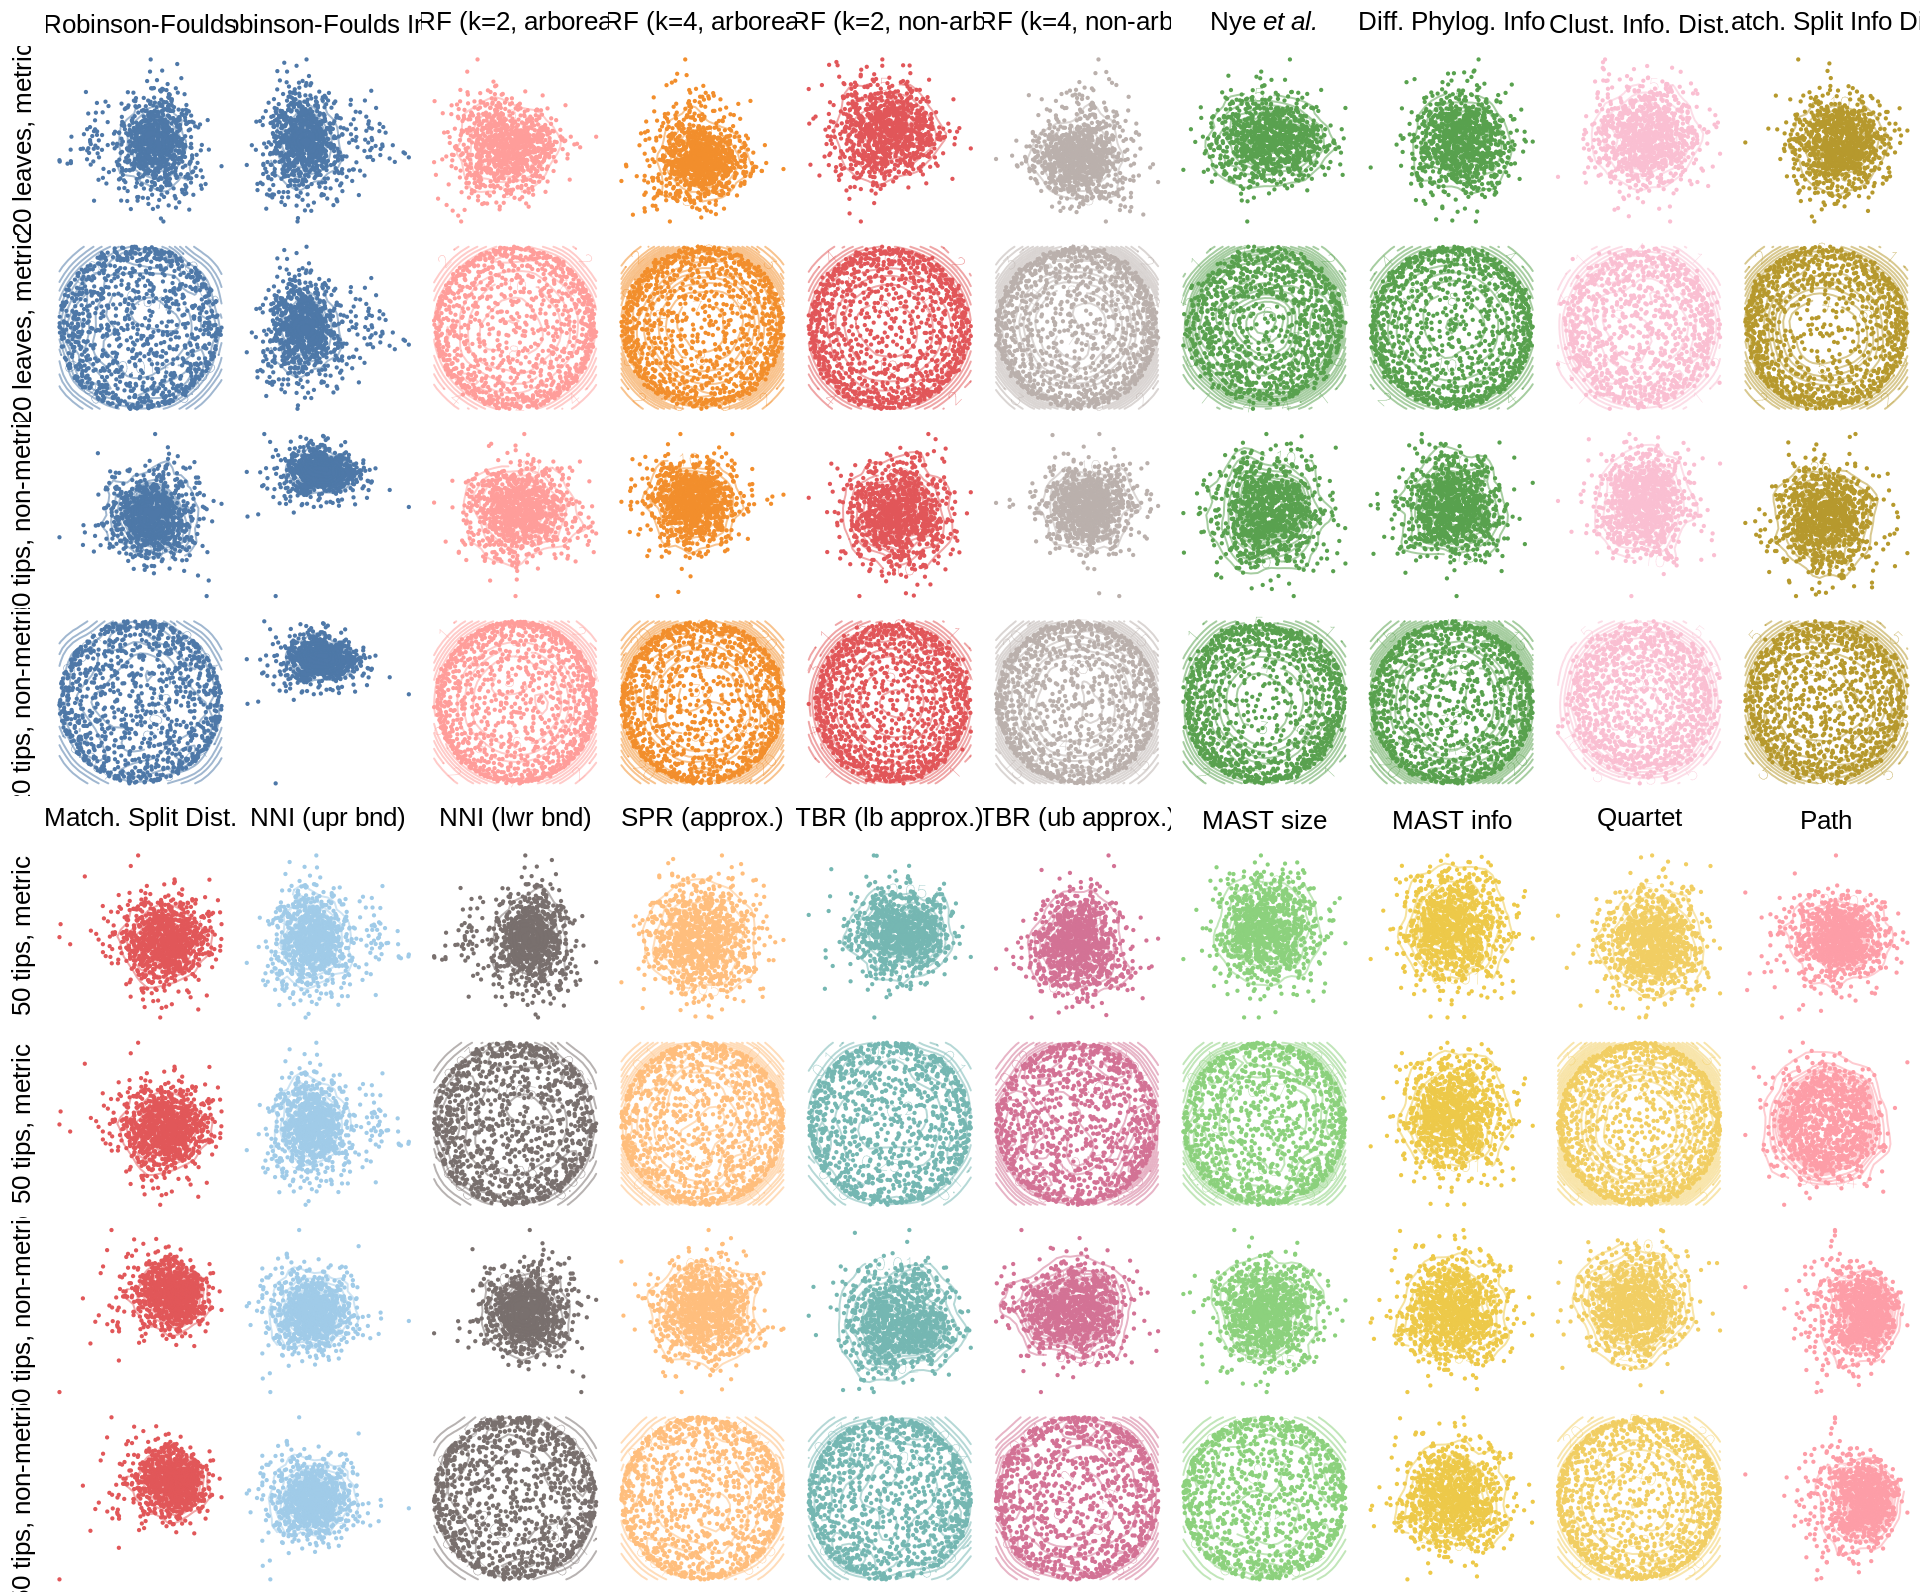 Robinson-Foulds
binson-Foulds In
RF (k=2, arborea
RF (k=4, arborea
RF (k=2, non-arb
RF (k=4, non-arb
Nye et al.
Diff. Phylog. Info
Clust. Info. Dist.
atch. Split Info Di
20 leaves, metric
20 leaves, metric
0 tips, non-metri
0 tips, non-metri
Match. Split Dist.
NNI (upr bnd)
NNI (lwr bnd)
SPR (approx.)
TBR (lb approx.)
TBR (ub approx.)
MAST size
MAST info
Quartet
Path
50 tips, metric
50 tips, metric
0 tips, non-metri
50 tips, non-metri